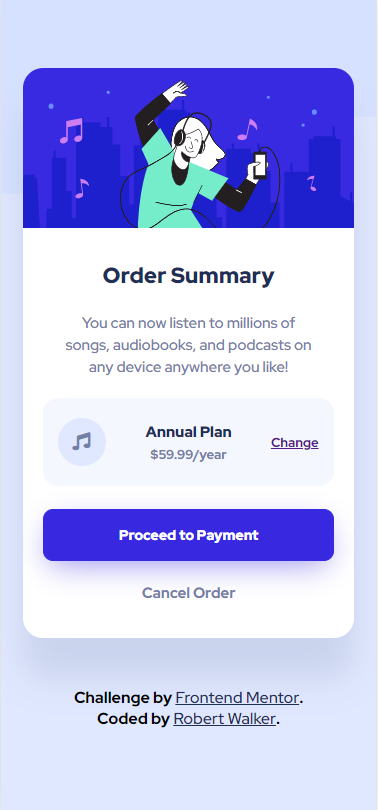 Order Summary
You can now listen to millions of
songs, audiobooks, and podcasts on
any device anywhere you like!
Annual Plan
$59.99/year
Change
Proceed to Payment
Cancel Order
Challenge by Frontend Mentor.
Coded by Robert Walker.